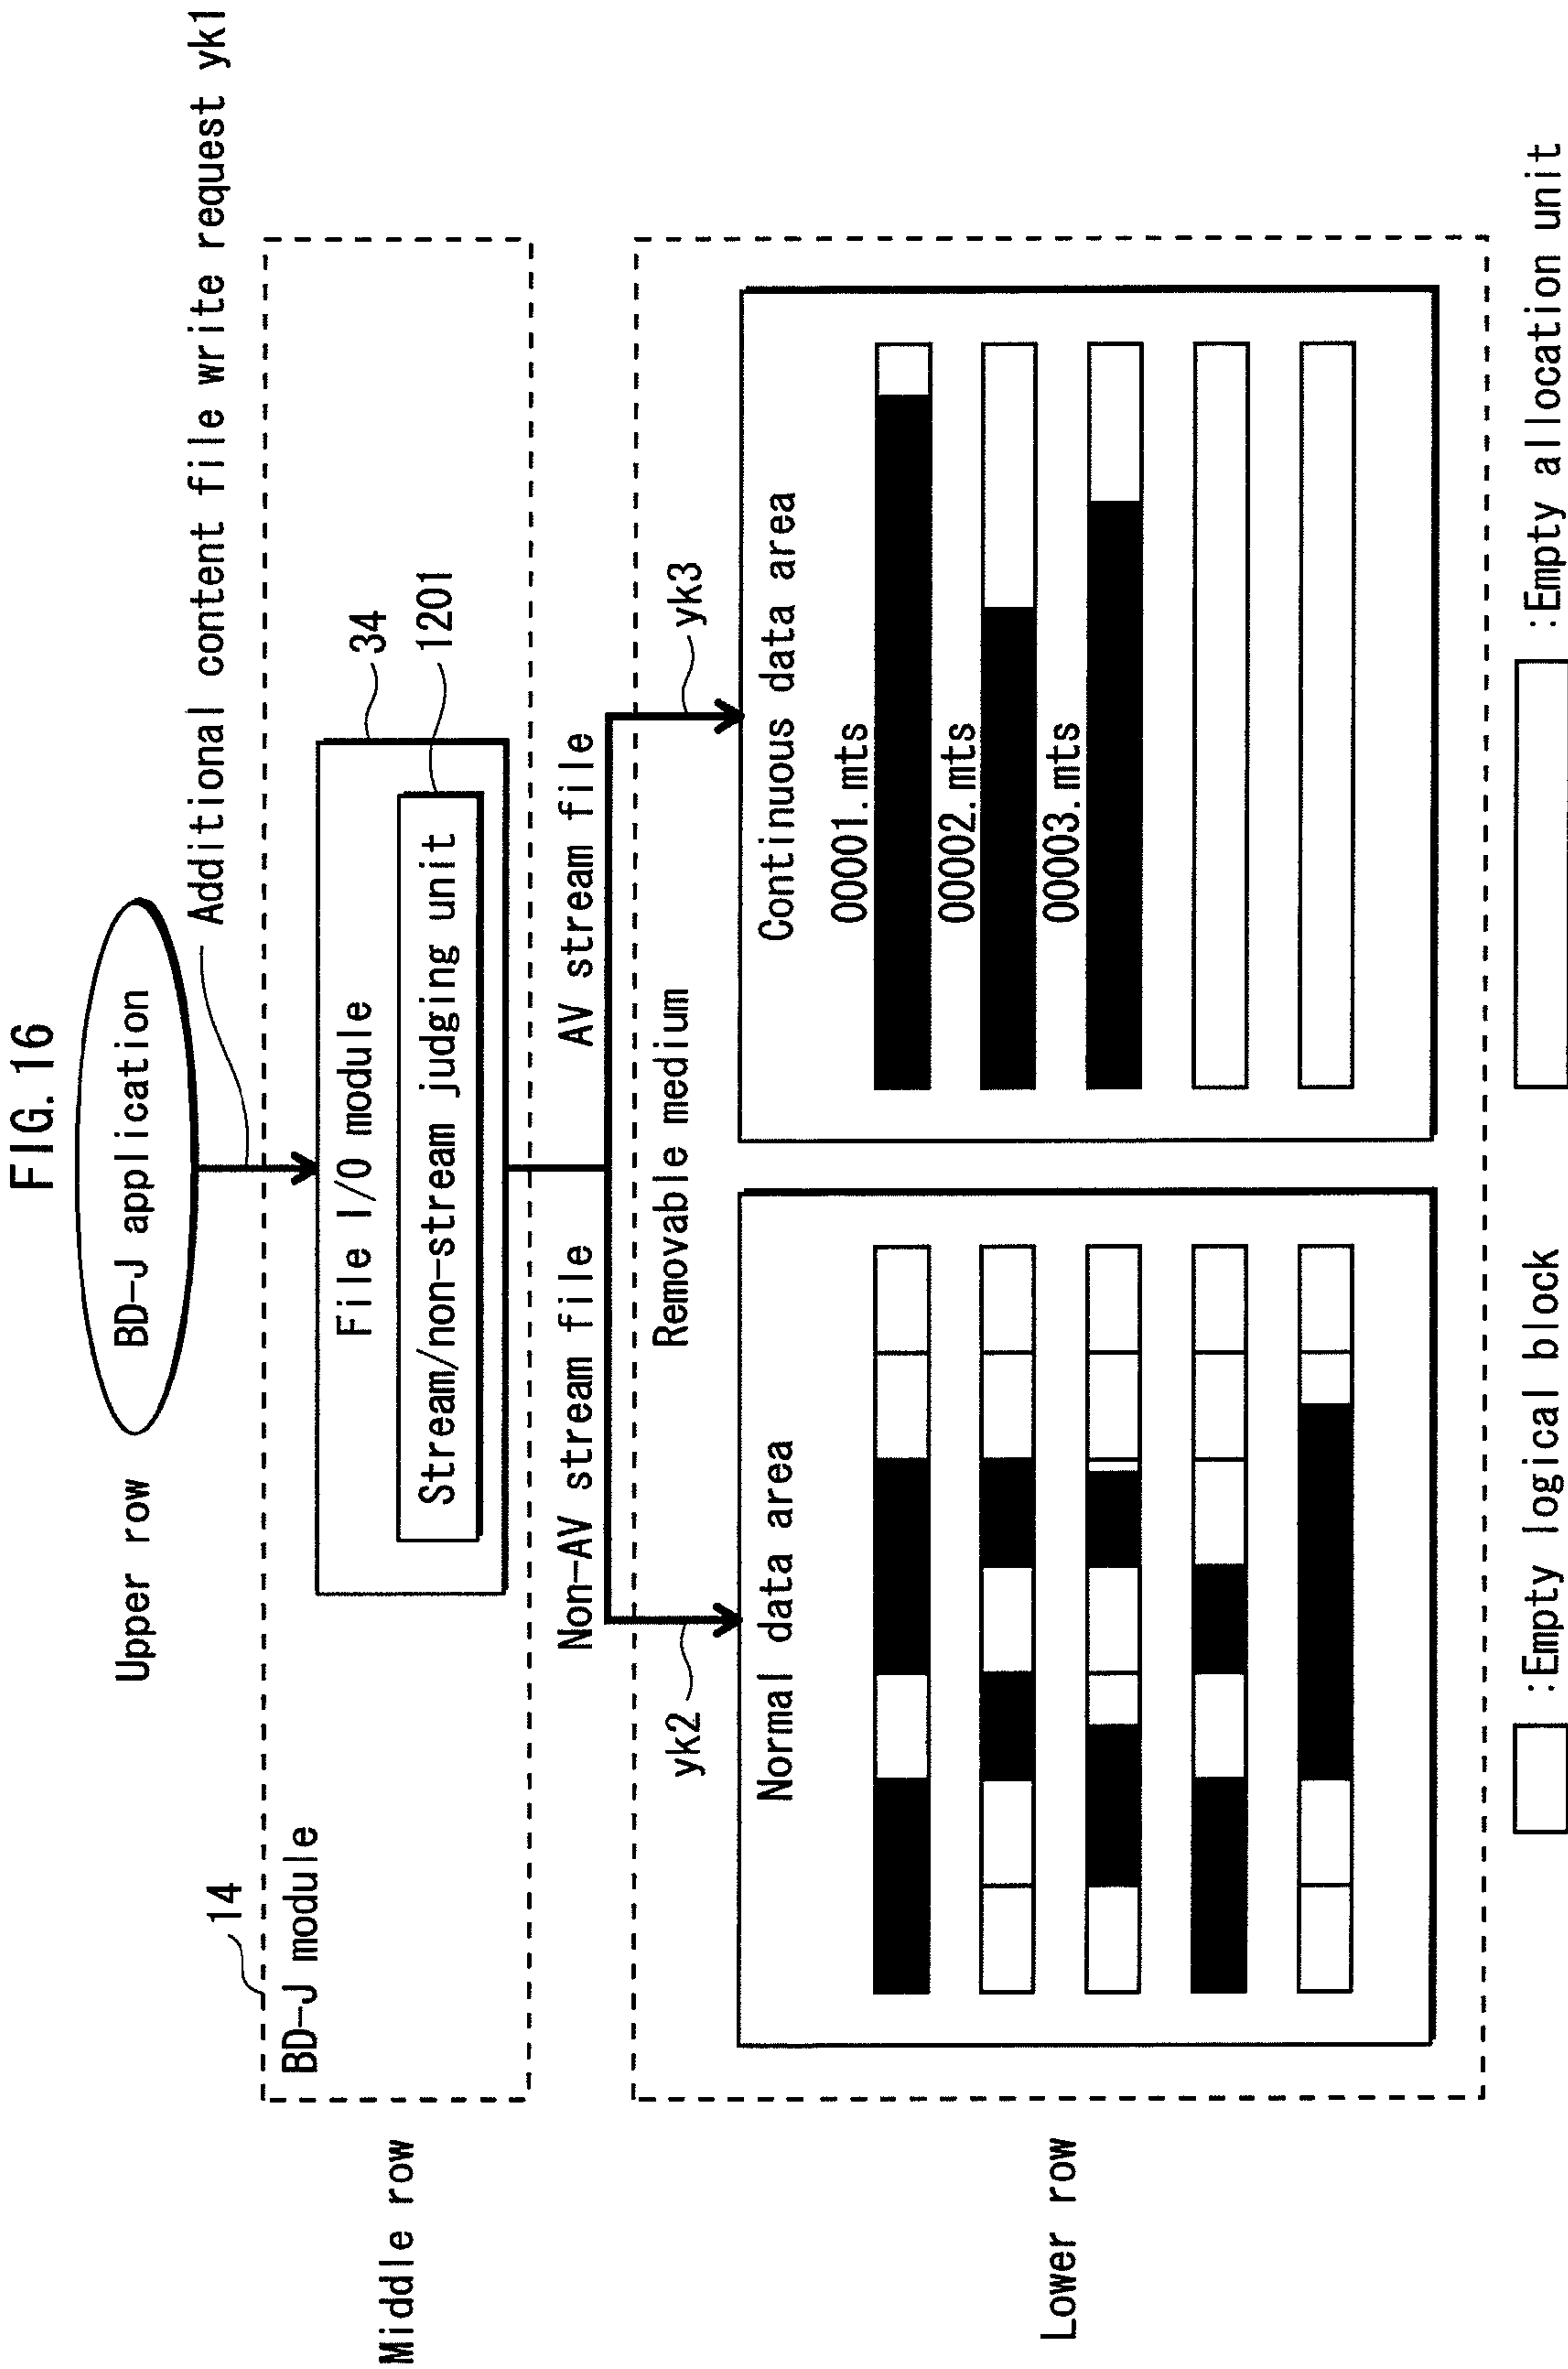 FIG. 16
Upper row
BD-J application
Additional content file write request yk1
14
BD-J module
Middle row
File I/O module
34
Stream/non-stream judging unit
1201
Non-AV stream file
AV stream file
Removable medium
yk2
yk3
Lower row
Normal data area
Continuous data area
00001.mts
00002.mts
00003.mts
:Empty logical block
:Empty allocation unit